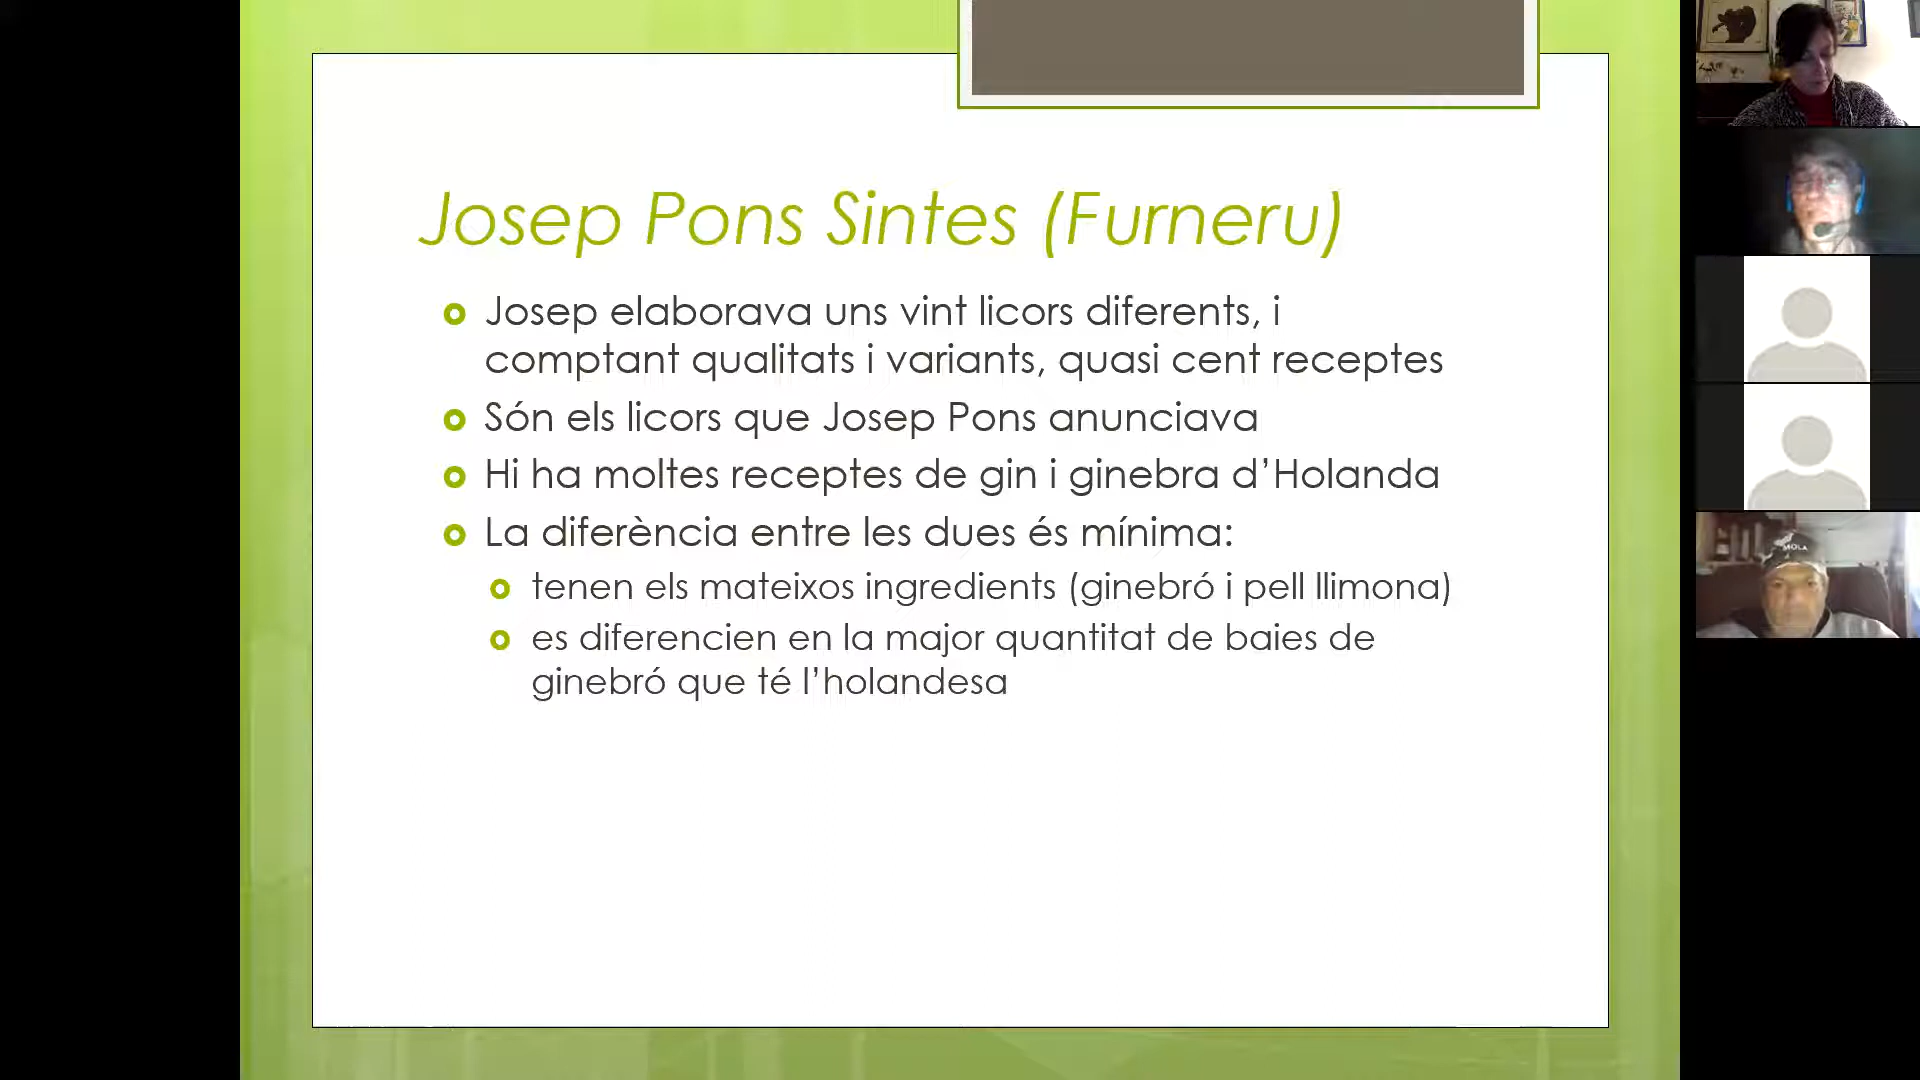 Josep Pons Sintes (Furneru)
Josep elaborava uns vint licors diferents, i
comptant qualitats i variants, quasi cent receptes
Són els licors que Josep Pons anunciava
Hi ha moltes receptes de gin i ginebra d’Holanda
La diferència entre les dues és mínima:
tenen els mateixos ingredients (ginebró i pell llimona)
es diferencien en la major quantitat de baies de
ginebró que té l’holandesa
MOLA